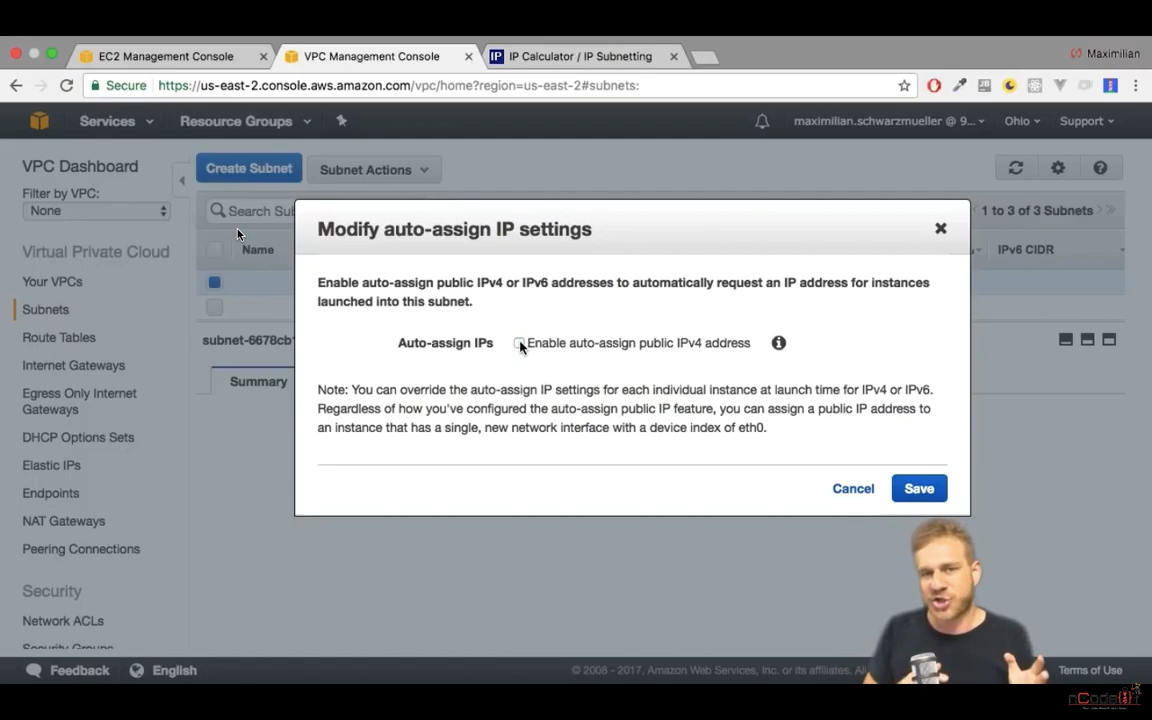 EC2 Management Console
VPC Management Console
IP Calculator / IP Subnetting
Maximilian
Secure
https://us-east-2.console.aws.amazon.com/vpc/home?region=us-east-2#subnets:
Services
Resource Groups
maximilian.schwarzmueller @ 9...
Ohio
Support
VPC Dashboard
Filter by VPC:
None
Virtual Private Cloud
Your VPCs
Subnets
Route Tables
Internet Gateways
Egress Only Internet
Gateways
DHCP Options Sets
Elastic IPs
Endpoints
NAT Gateways
Peering Connections
Security
Network ACLs
Create Subnet
Subnet Actions
Search Sub
1 to 3 of 3 Subnets
Name
IPv6 CIDR
subnet-6678cb1
Summary
Modify auto-assign IP settings
Enable auto-assign public IPv4 or IPv6 addresses to automatically request an IP address for instances
launched into this subnet.
Auto-assign IPs
Enable auto-assign public IPv4 address
Note: You can override the auto-assign IP settings for each individual instance at launch time for IPv4 or IPv6.
Regardless of how you've configured the auto-assign public IP feature, you can assign a public IP address to
an instance that has a single, new network interface with a device index of eth0.
Cancel
Save
Feedback
English
© 2008 - 2017, Amazon Web Services, Inc. or its affiliates. All
Terms of Use